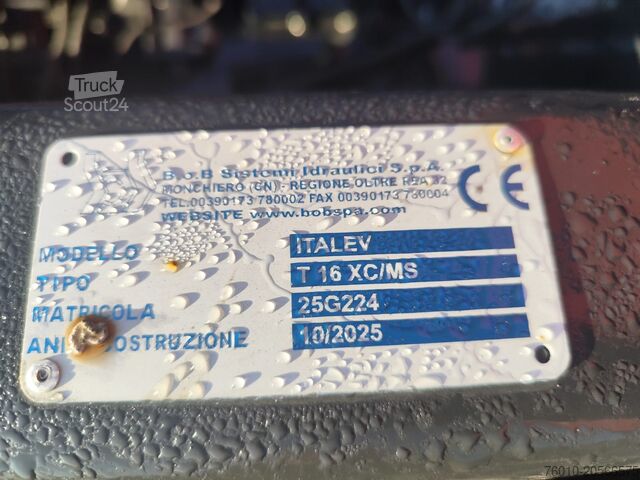 Truck
Scout24
B.o.B Sistemi Idraulici S.p.A.
MONCHIERO (CN) - REGIONE OLTRE REA 32
TEL.00390173 780002 FAX 00390173 780004
WEBSITE www.bobspa.com
CE
MODELLO ITALEV
TIPO T 16 XC/MS
MATRICOLA 25G224
COSTRUZIONE 10/2025